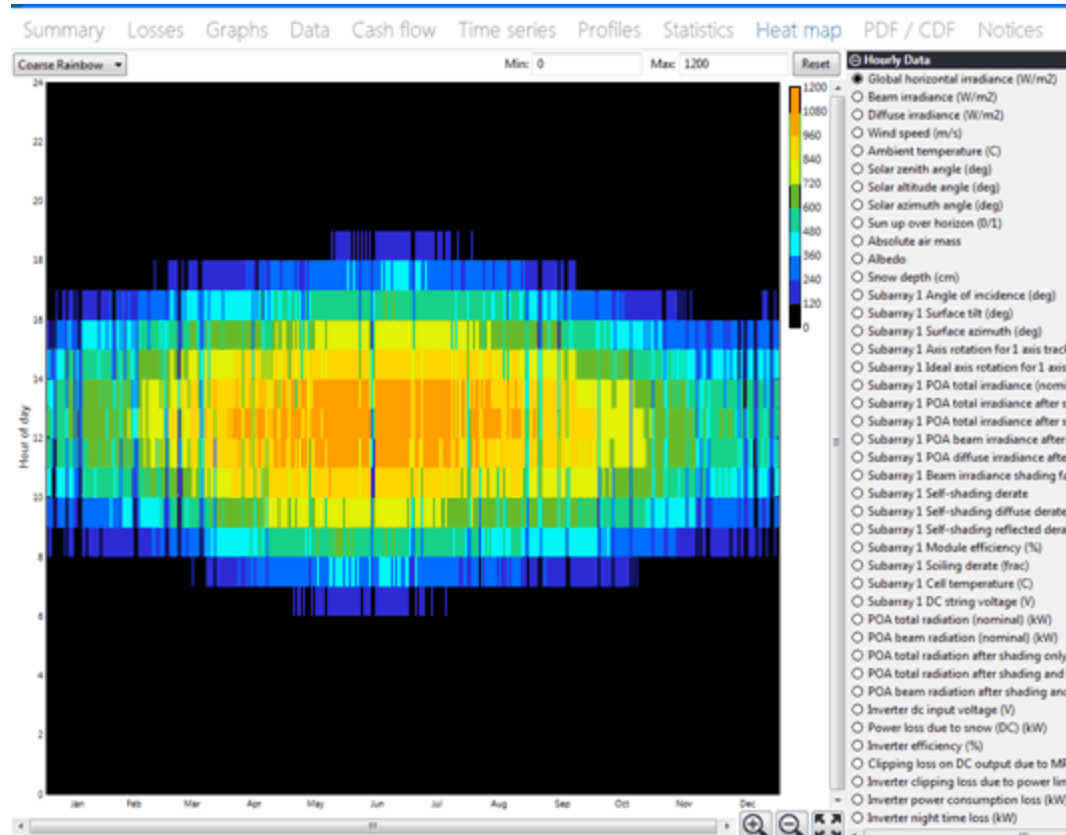 Summary Losses Graphs Data Cash flow Time series Profiles Statistics Heat map PDF / CDF Notices
Coarse Rainbow Min: 0 Max: 1200 Reset
Hourly Data
Global horizontal irradiance (W/m2)
Beam irradiance (W/m2)
Diffuse irradiance (W/m2)
Wind speed (m/s)
Ambient temperature (C)
Solar zenith angle (deg)
Solar altitude angle (deg)
Solar azimuth angle (deg)
Sun up over horizon (0/1)
Absolute air mass
Albedo
Snow depth (cm)
Subarray 1 Angle of incidence (deg)
Subarray 1 Surface tilt (deg)
Subarray 1 Surface azimuth (deg)
Subarray 1 Axis rotation for 1 axis track
Subarray 1 Ideal axis rotation for 1 axis
Subarray 1 POA total irradiance (nomi
Subarray 1 POA total irradiance after s
Subarray 1 POA total irradiance after s
Subarray 1 POA beam irradiance after
Subarray 1 POA diffuse irradiance afte
Subarray 1 Beam irradiance shading fa
Subarray 1 Self-shading derate
Subarray 1 Self-shading diffuse derate
Subarray 1 Self-shading reflected dera
Subarray 1 Module efficiency (%)
Subarray 1 Soiling derate (frac)
Subarray 1 Cell temperature (C)
Subarray 1 DC string voltage (V)
POA total radiation (nominal) (kW)
POA beam radiation (nominal) (kW)
POA total radiation after shading only
POA total radiation after shading and
POA beam radiation after shading and
Inverter dc input voltage (V)
Power loss due to snow (DC) (kW)
Inverter efficiency (%)
Clipping loss on DC output due to MP
Inverter clipping loss due to power lim
Inverter power consumption loss (kW)
Inverter night time loss (kW)
1200
1080
960
840
720
600
480
360
240
120
0
Hour of day
24
22
20
18
16
14
12
10
8
6
4
2
0
Jan Feb Mar Apr May Jun Jul Aug Sep Oct Nov Dec